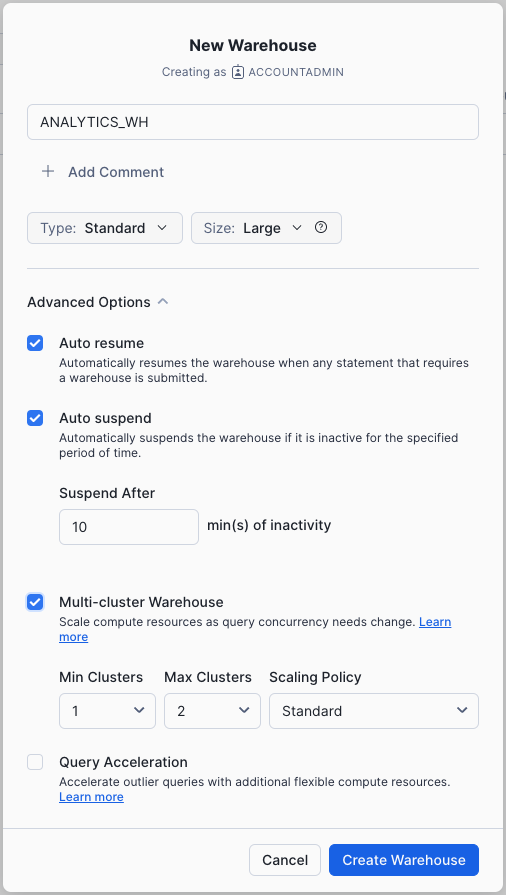 New Warehouse
Creating as ACCOUNTADMIN
ANALYTICS_WH
+ Add Comment
Type: Standard Size: Large
Advanced Options
Auto resume
Automatically resumes the warehouse when any statement that requires
a warehouse is submitted.
Auto suspend
Automatically suspends the warehouse if it is inactive for the specified
period of time.
Suspend After
10 min(s) of inactivity
Multi-cluster Warehouse
Scale compute resources as query concurrency needs change. Learn
more
Min Clusters Max Clusters Scaling Policy
1 2 Standard
Query Acceleration
Accelerate outlier queries with additional flexible compute resources.
Learn more
Cancel Create Warehouse